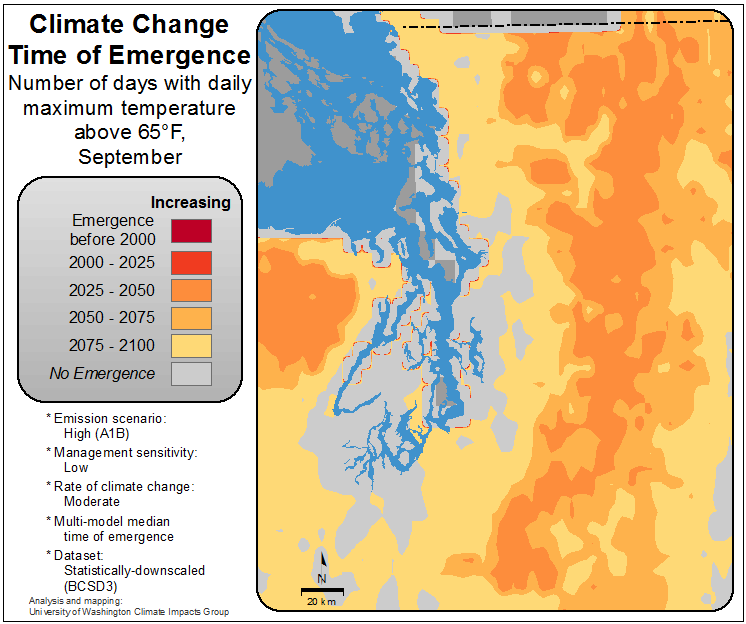 Climate Change
Time of Emergence
Number of days with daily
maximum temperature
above 65°F,
September
Increasing
Emergence
before 2000
2000 - 2025
2025 - 2050
2050 - 2075
2075 - 2100
No Emergence
* Emission scenario:
High (A1B)
* Management sensitivity:
Low
* Rate of climate change:
Moderate
* Multi-model median
time of emergence
* Dataset:
Statistically-downscaled
(BCSD3)
Analysis and mapping:
University of Washington Climate Impacts Group
N
20 km